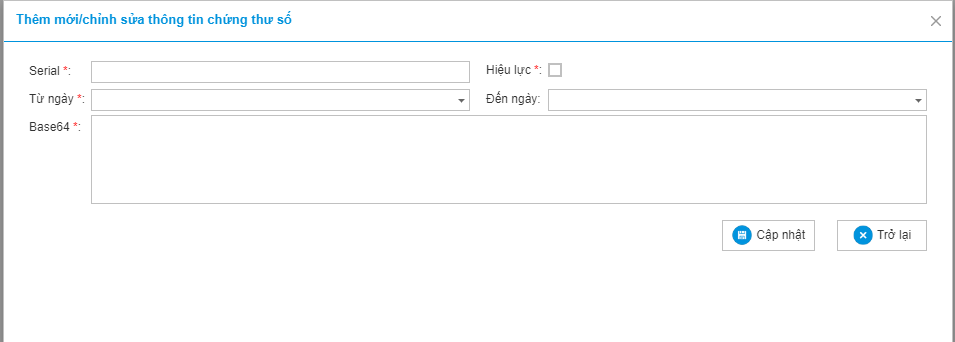 Thêm mới/chỉnh sửa thông tin chứng thư số
Serial *:
Hiệu lực *:
Từ ngày *:
Đến ngày:
Base64 *:
Cập nhật
Trở lại